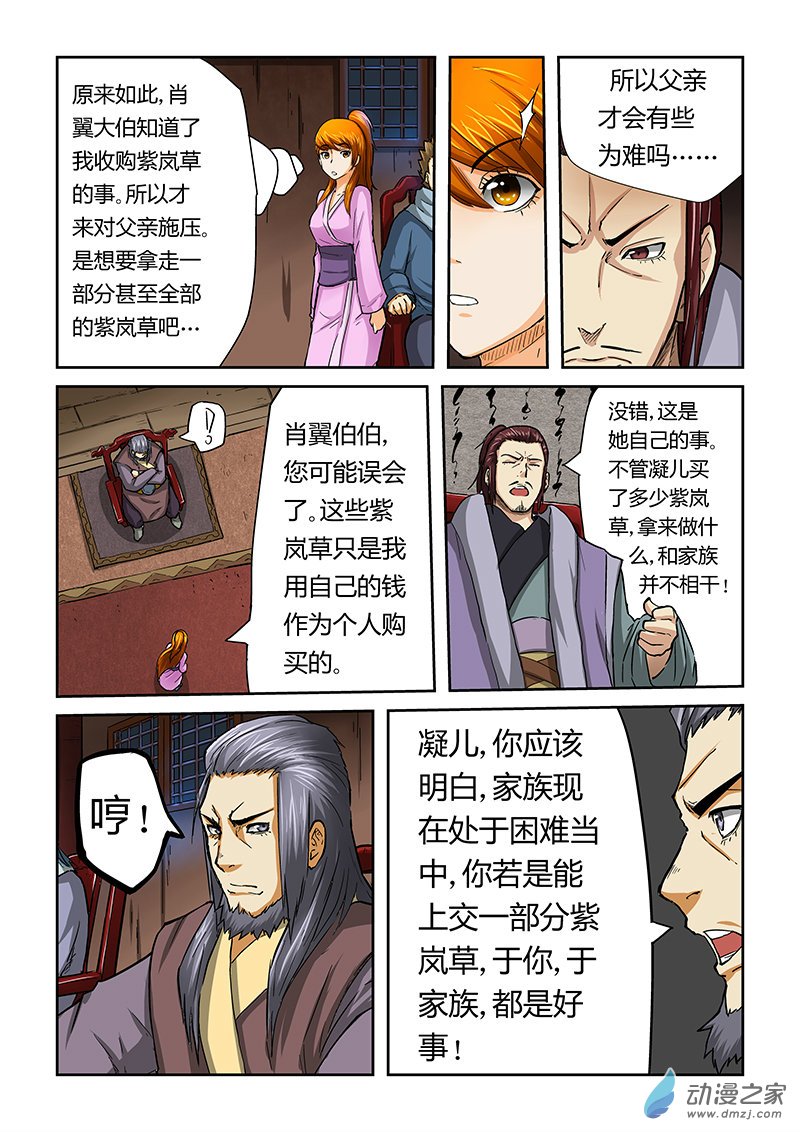 原来如此,肖
翼大伯知道了
我收购紫岚草
的事。所以才
来对父亲施压。
是想要拿走一
部分甚至全部
的紫岚草吧…
所以父亲
才会有些
为难吗……
肖翼伯伯,
您可能误会
了。这些紫
岚草只是我
用自己的钱
作为个人购
买的。
没错,这是
她自己的事。
不管凝儿买
了多少紫岚
草,拿来做什
么,和家族
并不相干!
哼!
凝儿,你应该
明白,家族现
在处于困难当
中,你若是能
上交一部分紫
岚草,于你,于
家族,都是好
事!
动漫之家
www.dmzj.com